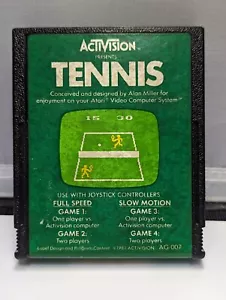 ACTIVISION
PRESENTS
TENNIS
Conceived and designed by Alan Miller for
enjoyment on your Atari® Video Computer System™
15 30
USE WITH JOYSTICK CONTROLLERS
FULL SPEED SLOW MOTION
GAME 1: GAME 3:
One player vs. One player vs.
Activision computer Activision computer
GAME 2: GAME 4:
Two players Two players
©1981 ACTIVISION, AG 007